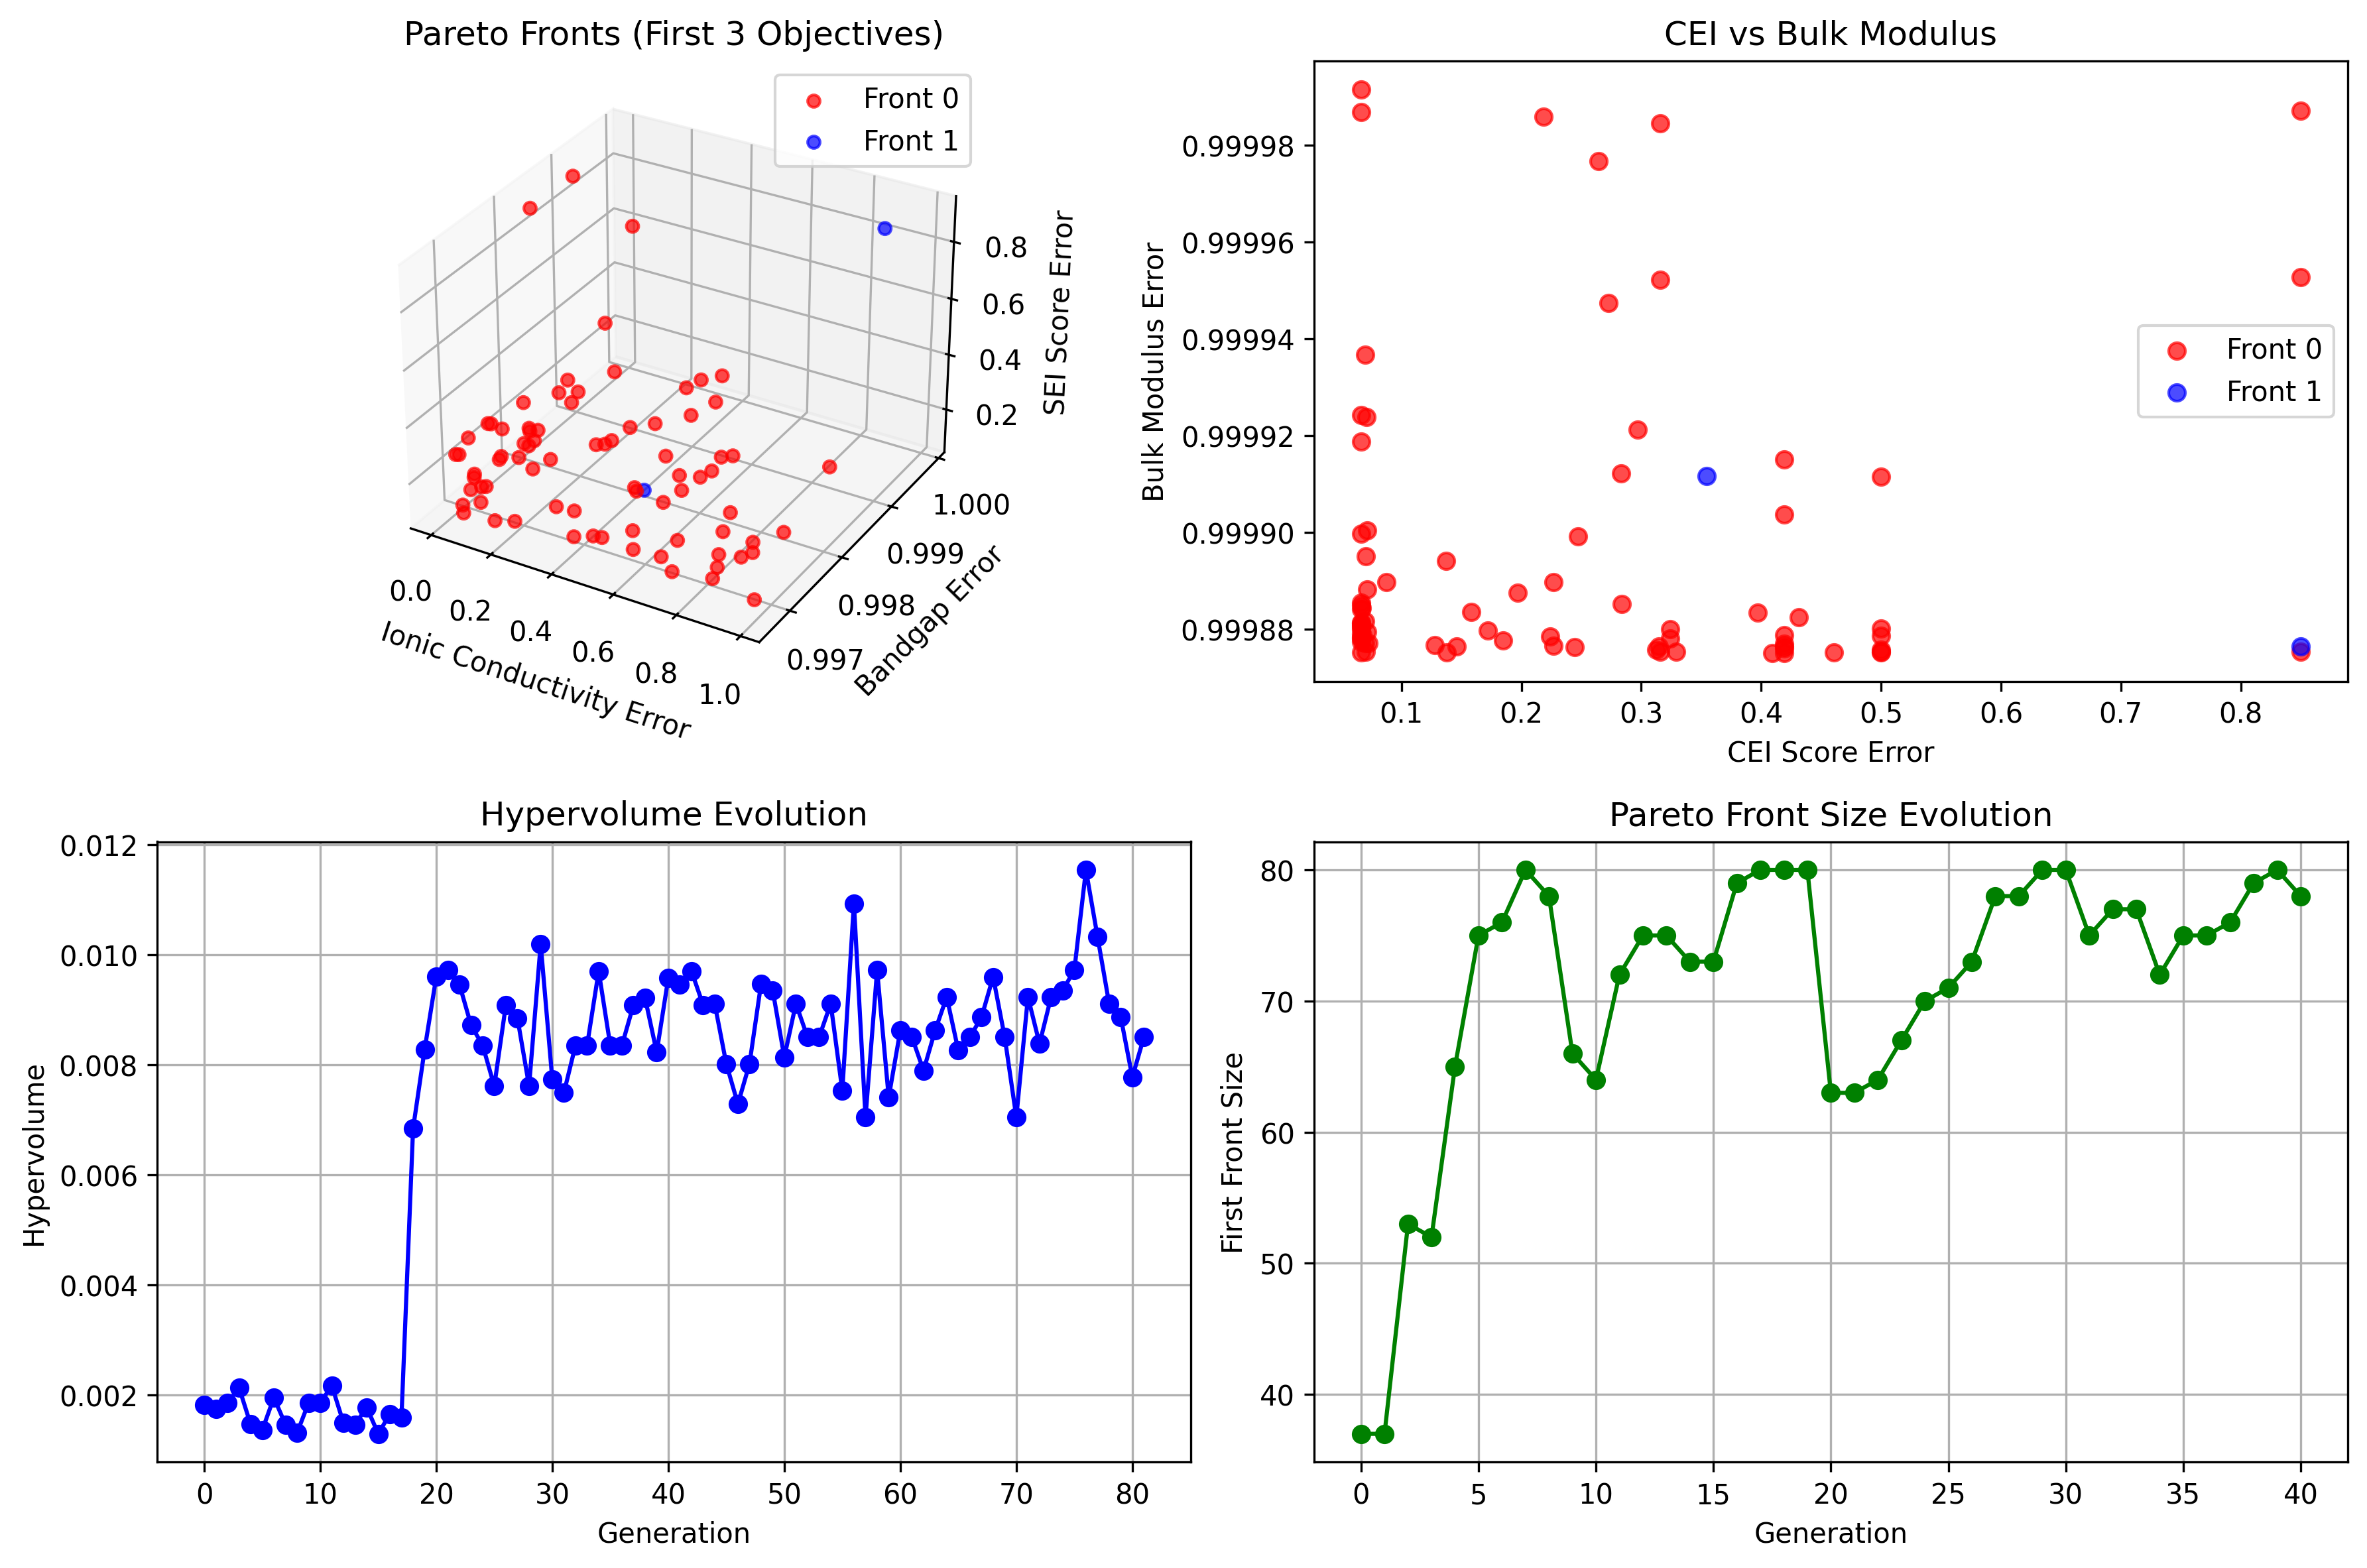 Pareto Fronts (First 3 Objectives)
Front 0
Front 1
0.8
0.6
0.4
0.2
SEI Score Error
1.000
0.999
0.998
0.997
Bandgap Error
0.0
0.2
0.4
0.6
0.8
1.0
Ionic Conductivity Error
CEI vs Bulk Modulus
0.99998
0.99996
0.99994
0.99992
0.99990
0.99988
Bulk Modulus Error
Front 0
Front 1
0.1 0.2 0.3 0.4 0.5 0.6 0.7 0.8
CEI Score Error
Hypervolume Evolution
0.012
0.010
0.008
0.006
0.004
0.002
Hypervolume
0 10 20 30 40 50 60 70 80
Generation
Pareto Front Size Evolution
80
70
60
50
40
First Front Size
0 5 10 15 20 25 30 35 40
Generation